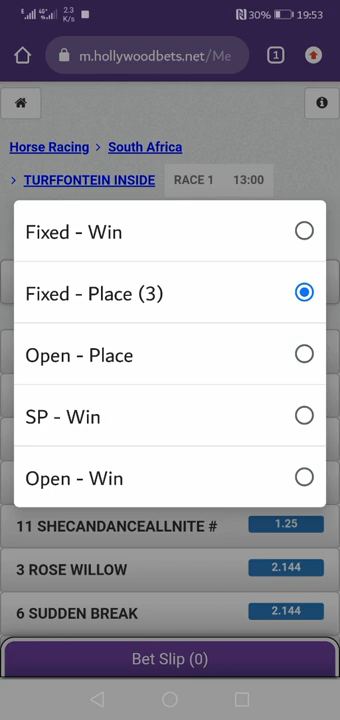 2.3
K/s
30%
19:53
m.hollywoodbets.net/Me
1
Horse Racing > South Africa
> TURFFONTEIN INSIDE RACE 1 13:00
Fixed - Win
Fixed - Place (3)
Open - Place
SP - Win
Open - Win
11 SHECANDANCEALLNITE # 1.25
3 ROSE WILLOW 2.144
6 SUDDEN BREAK 2.144
Bet Slip (0)